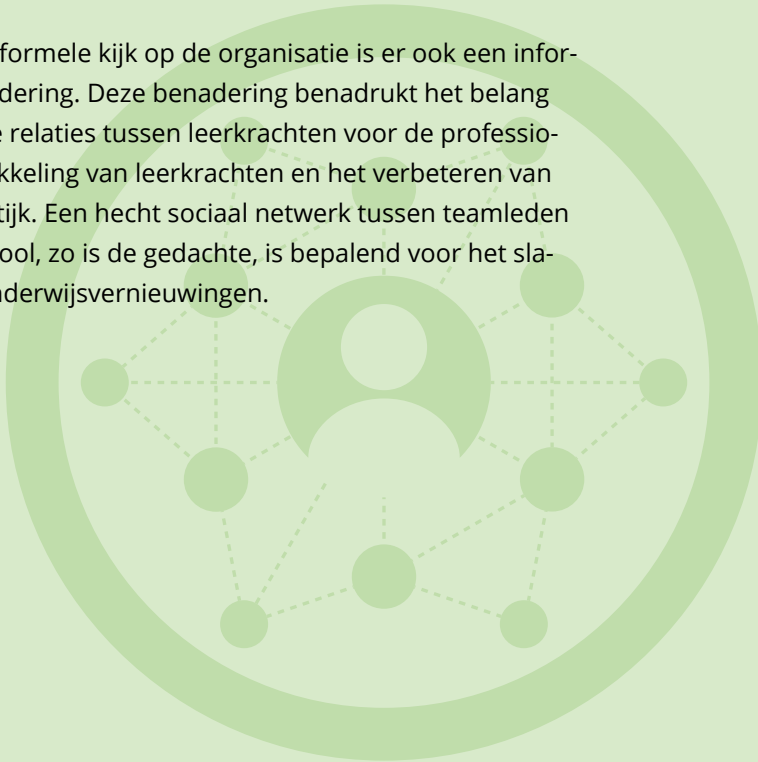 formele kijk op de organisatie is er ook een infor-
dering. Deze benadering benadrukt het belang
relaties tussen leerkrachten voor de professio-
kkeling van leerkrachten en het verbeteren van
tijk. Een hecht sociaal netwerk tussen teamleden
ool, zo is de gedachte, is bepalend voor het sla-
nderwijsvernieuwingen.